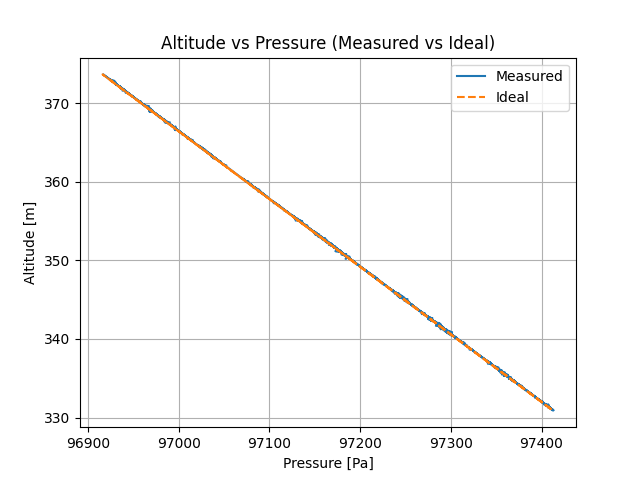 Altitude vs Pressure (Measured vs Ideal)
Measured
Ideal
370
360
350
340
330
Altitude [m]
96900 97000 97100 97200 97300 97400
Pressure [Pa]